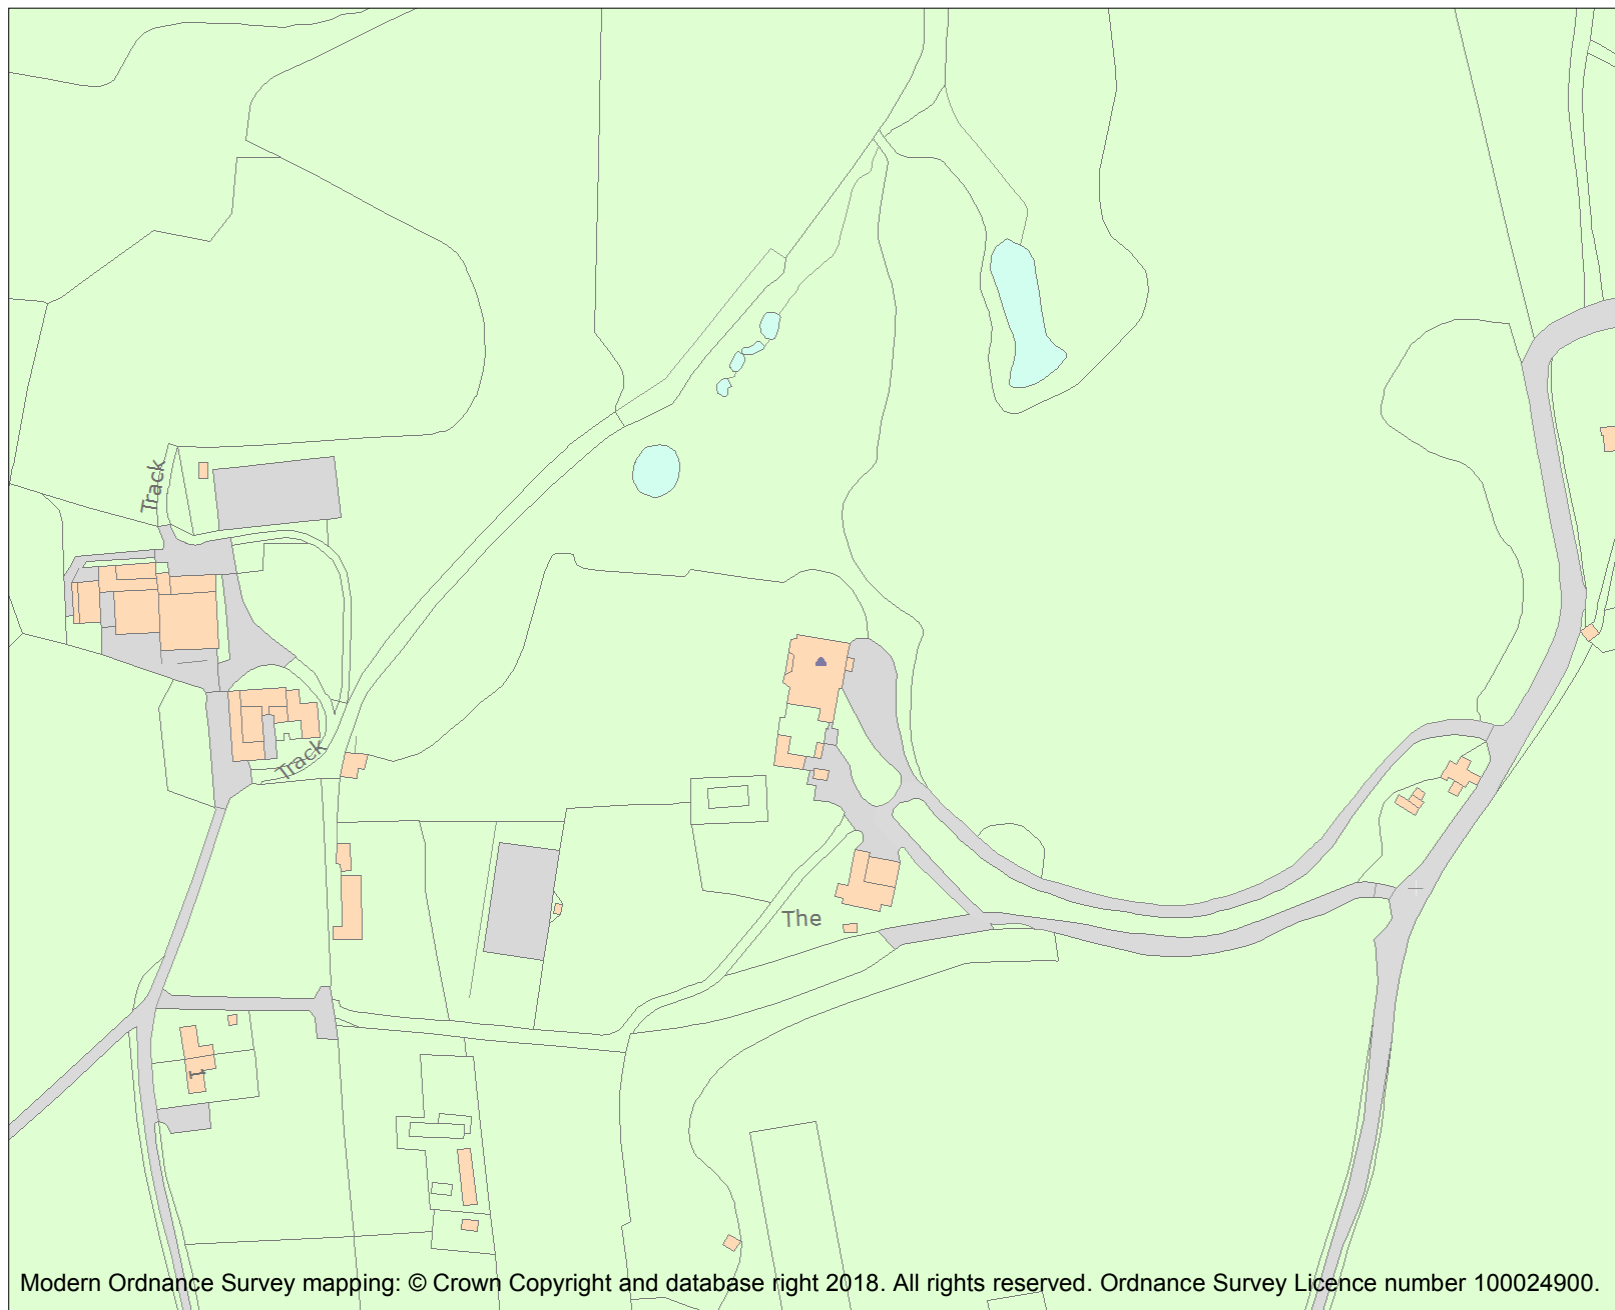 Track
Track
The
1
Modern Ordnance Survey mapping: © Crown Copyright and database right 2018. All rights reserved. Ordnance Survey Licence number 100024900.